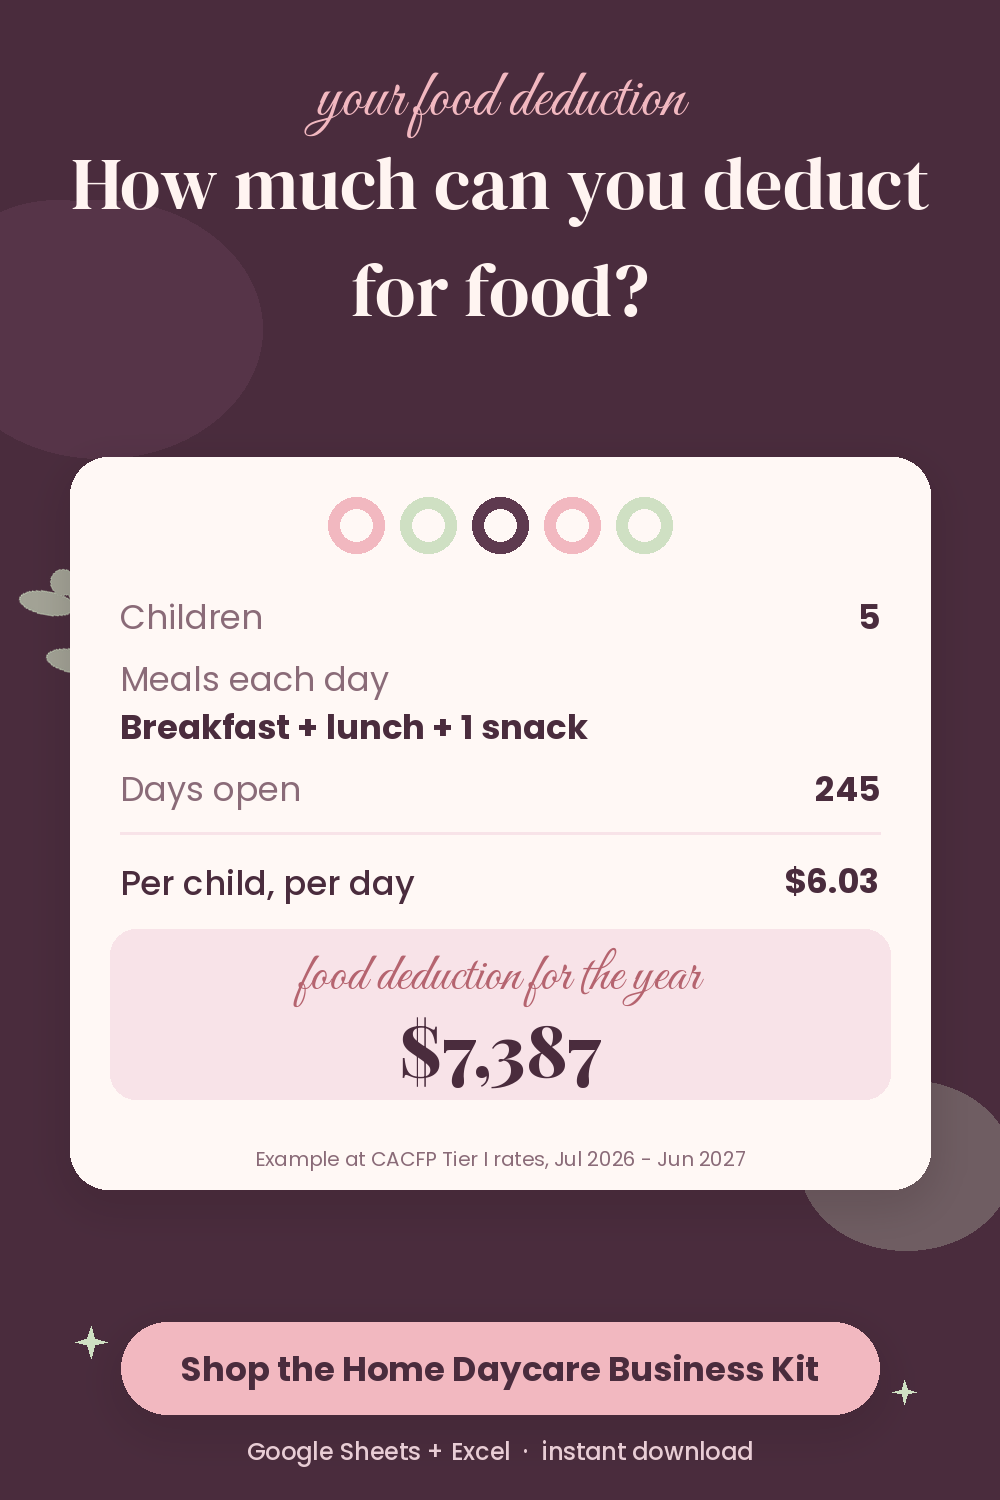 your food deduction
How much can you deduct
for food?
Children 5
Meals each day
Breakfast + lunch + 1 snack
Days open 245
Per child, per day $6.03
food deduction for the year
$7,387
Example at CACFP Tier I rates, Jul 2026 - Jun 2027
Shop the Home Daycare Business Kit
Google Sheets + Excel · instant download